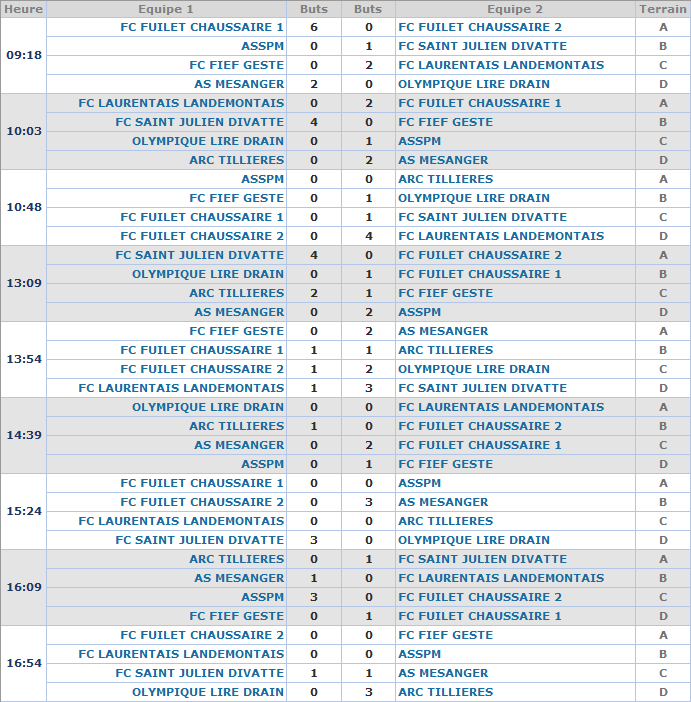 Heure Equipe 1 Buts Buts Equipe 2 Terrain
09:18
FC FUILET CHAUSSAIRE 1 6 0 FC FUILET CHAUSSAIRE 2 A
ASSPM 0 1 FC SAINT JULIEN DIVATTE B
FC FIEF GESTE 0 2 FC LAURENTAIS LANDEMONTAIS C
AS MESANGER 2 0 OLYMPIQUE LIRE DRAIN D
10:03
FC LAURENTAIS LANDEMONTAIS 0 2 FC FUILET CHAUSSAIRE 1 A
FC SAINT JULIEN DIVATTE 4 0 FC FIEF GESTE B
OLYMPIQUE LIRE DRAIN 0 1 ASSPM C
ARC TILLIERES 0 2 AS MESANGER D
10:48
ASSPM 0 0 ARC TILLIERES A
FC FIEF GESTE 0 1 OLYMPIQUE LIRE DRAIN B
FC FUILET CHAUSSAIRE 1 0 1 FC SAINT JULIEN DIVATTE C
FC FUILET CHAUSSAIRE 2 0 4 FC LAURENTAIS LANDEMONTAIS D
13:09
FC SAINT JULIEN DIVATTE 4 0 FC FUILET CHAUSSAIRE 2 A
OLYMPIQUE LIRE DRAIN 0 1 FC FUILET CHAUSSAIRE 1 B
ARC TILLIERES 2 1 FC FIEF GESTE C
AS MESANGER 0 2 ASSPM D
13:54
FC FIEF GESTE 0 2 AS MESANGER A
FC FUILET CHAUSSAIRE 1 1 1 ARC TILLIERES B
FC FUILET CHAUSSAIRE 2 1 2 OLYMPIQUE LIRE DRAIN C
FC LAURENTAIS LANDEMONTAIS 1 3 FC SAINT JULIEN DIVATTE D
14:39
OLYMPIQUE LIRE DRAIN 0 0 FC LAURENTAIS LANDEMONTAIS A
ARC TILLIERES 1 0 FC FUILET CHAUSSAIRE 2 B
AS MESANGER 0 2 FC FUILET CHAUSSAIRE 1 C
ASSPM 0 1 FC FIEF GESTE D
15:24
FC FUILET CHAUSSAIRE 1 0 0 ASSPM A
FC FUILET CHAUSSAIRE 2 0 3 AS MESANGER B
FC LAURENTAIS LANDEMONTAIS 0 0 ARC TILLIERES C
FC SAINT JULIEN DIVATTE 3 0 OLYMPIQUE LIRE DRAIN D
16:09
ARC TILLIERES 0 1 FC SAINT JULIEN DIVATTE A
AS MESANGER 1 0 FC LAURENTAIS LANDEMONTAIS B
ASSPM 3 0 FC FUILET CHAUSSAIRE 2 C
FC FIEF GESTE 0 1 FC FUILET CHAUSSAIRE 1 D
16:54
FC FUILET CHAUSSAIRE 2 0 0 FC FIEF GESTE A
FC LAURENTAIS LANDEMONTAIS 0 0 ASSPM B
FC SAINT JULIEN DIVATTE 1 1 AS MESANGER C
OLYMPIQUE LIRE DRAIN 0 3 ARC TILLIERES D